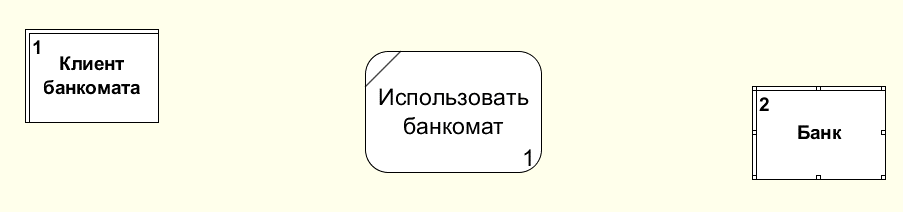 1
Клиент
банкомата
Использовать
банкомат
1
2
Банк